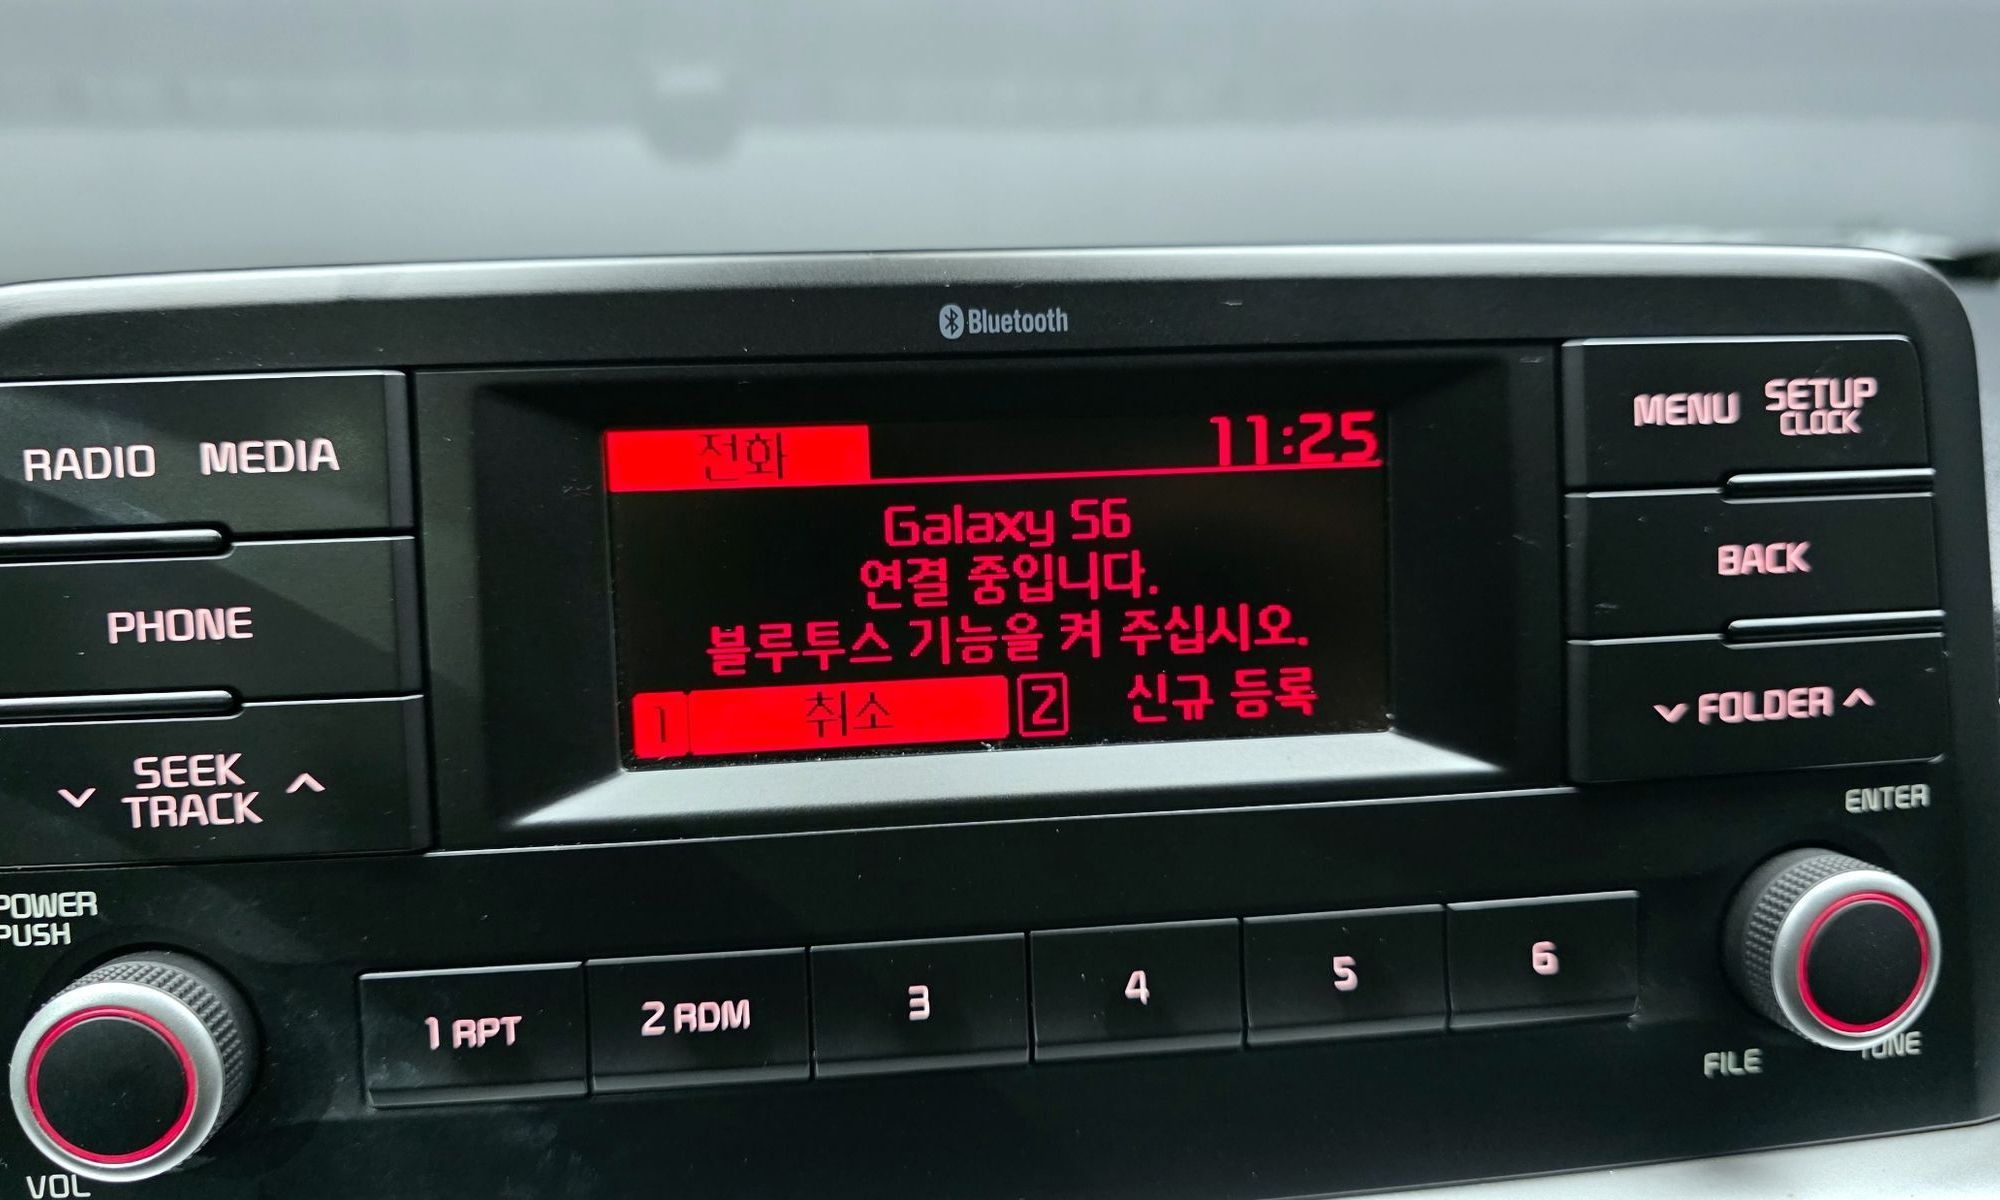 Bluetooth
RADIO MEDIA
PHONE
SEEK
TRACK
POWER
PUSH
VOL
전화 11:25
Galaxy S6
연결 중입니다.
블루투스 기능을 켜 주십시오.
1 취소 2 신규 등록
MENU SETUP
CLOCK
BACK
FOLDER
ENTER
FILE TUNE
1 RPT 2 RDM 3 4 5 6